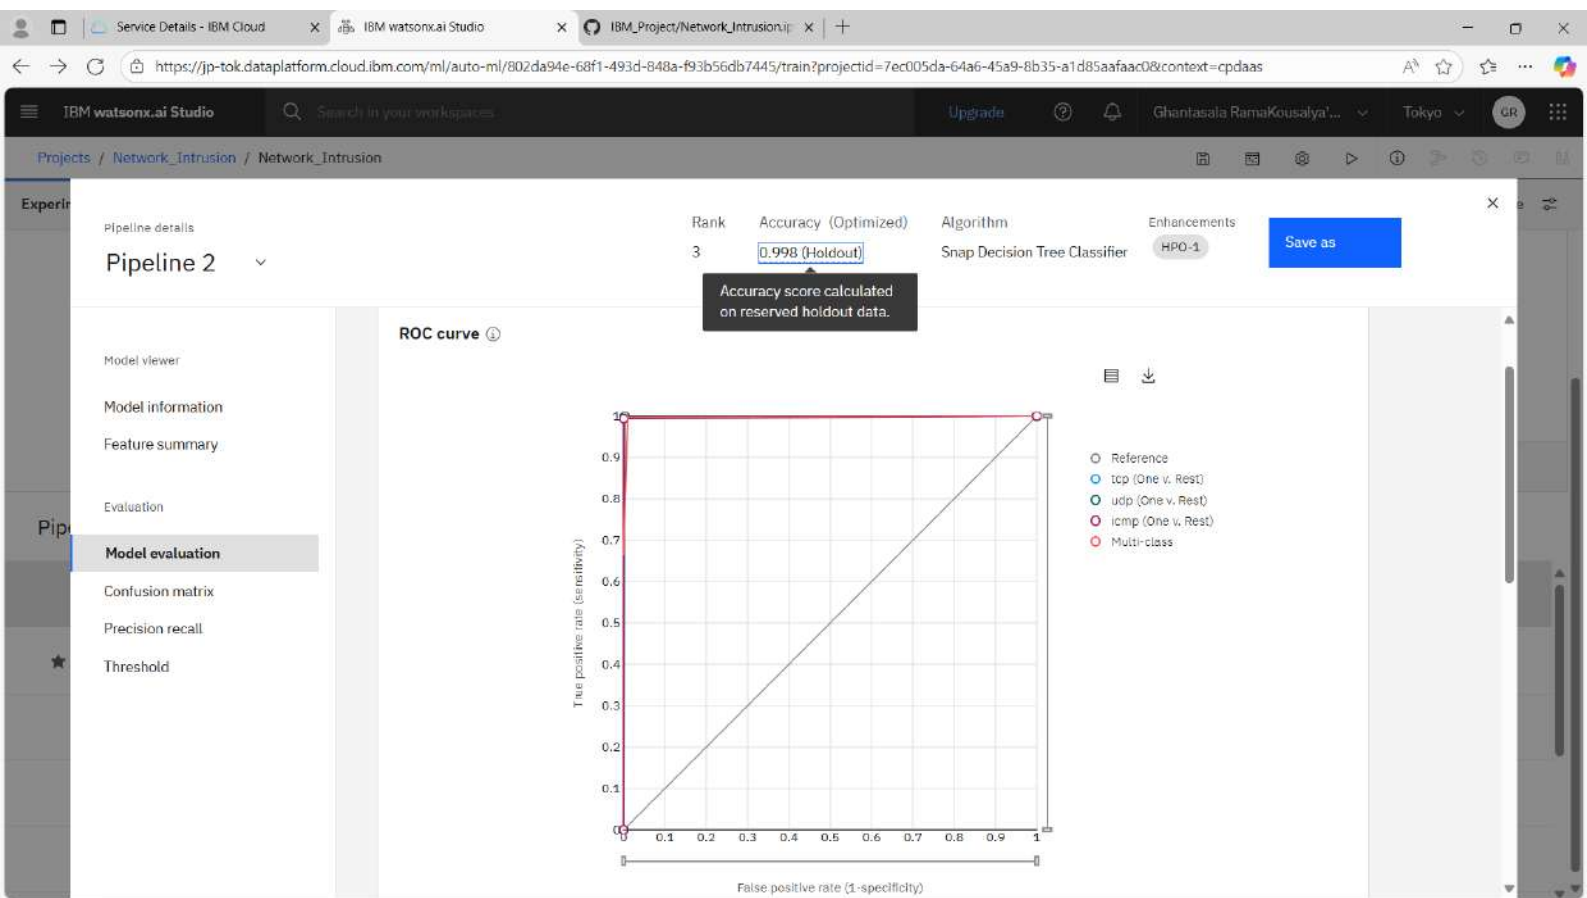 Service Details - IBM Cloud
IBM watsonx.ai Studio
IBM_Project/Network_Intrusion.ip
https://jp-tok.dataplatform.cloud.ibm.com/ml/auto-ml/802da94e-68f1-493d-848a-f93b56db7445/train?projectid=7ec005da-64a6-45a9-8b35-a1d85aafaac0&context=cpdaas
IBM watsonx.ai Studio
Search in your workspaces
Upgrade
Ghantasala RamaKousalya'...
Tokyo
GR
Projects / Network_Intrusion / Network_Intrusion
Experin
e
Pipeline details
Pipeline 2
Rank
3
Accuracy (Optimized)
0.998 (Holdout)
Algorithm
Snap Decision Tree Classifier
Enhancements
HPO-1
Save as
Accuracy score calculated
on reserved holdout data.
Model viewer
Model information
Feature summary
Evaluation
Model evaluation
Confusion matrix
Precision recall
Threshold
Pip
ROC curve
True positive rate (sensitivity)
1
0.9
0.8
0.7
0.6
0.5
0.4
0.3
0.2
0.1
0
0 0.1 0.2 0.3 0.4 0.5 0.6 0.7 0.8 0.9 1
False positive rate (1-specificity)
Reference
tcp (One v. Rest)
udp (One v. Rest)
icmp (One v. Rest)
Multi-class